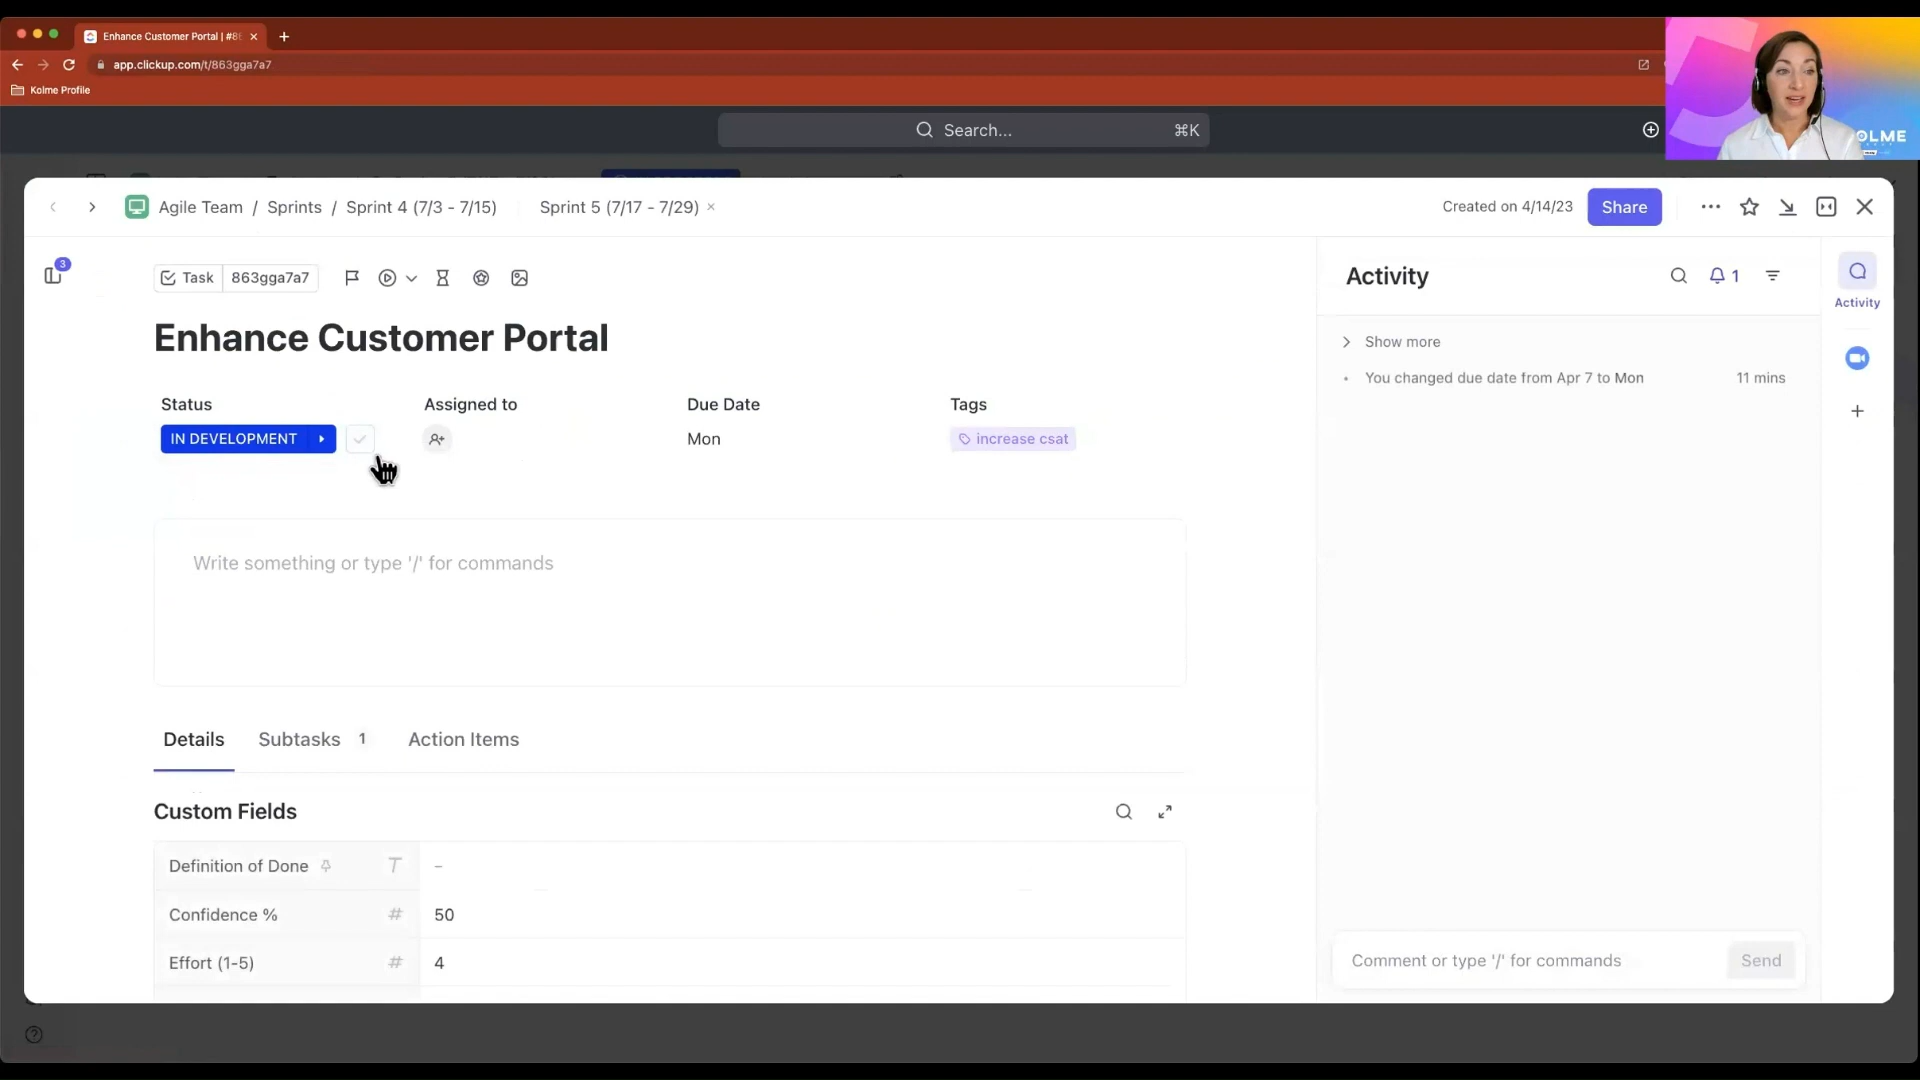 Enhance Customer Portal | #8
app.clickup.com/t/863gga7a7
Kolme Profile
Search...
⌘K
OLME
Agile Team / Sprints / Sprint 4 (7/3 - 7/15)
Sprint 5 (7/17 - 7/29) ×
Created on 4/14/23
Share
3
Task
863gga7a7
Activity
1
Activity
Enhance Customer Portal
Show more
You changed due date from Apr 7 to Mon
11 mins
Status
Assigned to
Due Date
Tags
IN DEVELOPMENT
Mon
increase csat
Write something or type '/' for commands
Details
Subtasks 1
Action Items
Custom Fields
Definition of Done
T
–
Confidence %
#
50
Effort (1-5)
#
4
Comment or type '/' for commands
Send